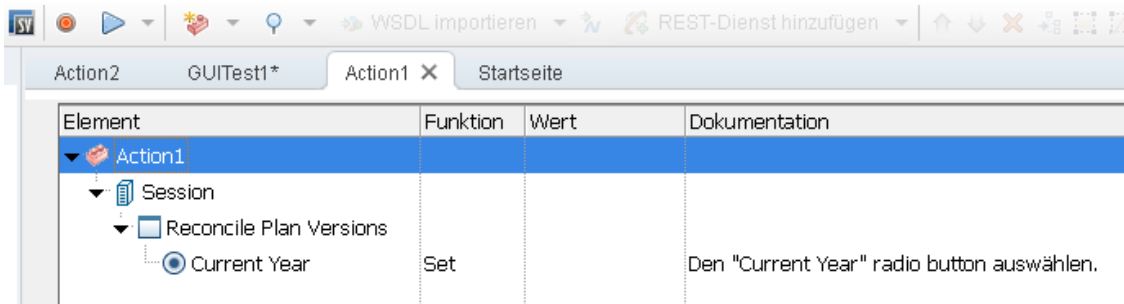 SV WSDL importieren REST-Dienst hinzufügen
Action2 GUITest1* Action1 Startseite
Element Funktion Wert Dokumentation
Action1
Session
Reconcile Plan Versions
Current Year Set Den "Current Year" radio button auswählen.